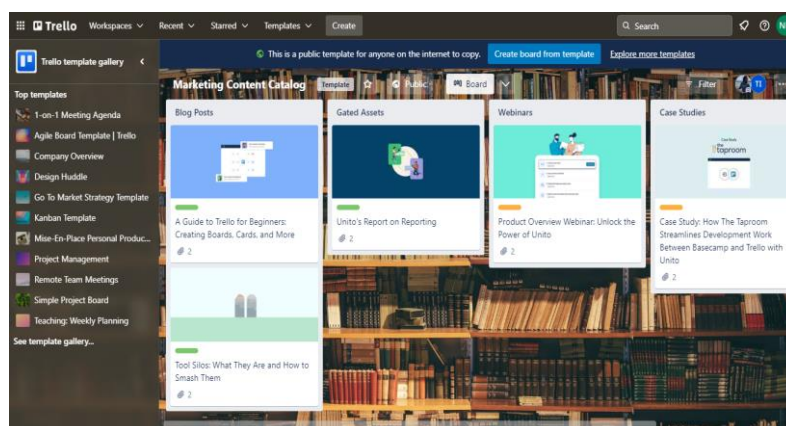 Trello Workspaces Recent Starred Templates Create Search
Trello template gallery
This is a public template for anyone on the internet to copy. Create board from template Explore more templates
Marketing Content Catalog Template Public Board Filter TI
Top templates
1-on-1 Meeting Agenda
Agile Board Template | Trello
Company Overview
Design Huddle
Go To Market Strategy Template
Kanban Template
Mise-En-Place Personal Produc...
Project Management
Remote Team Meetings
Simple Project Board
Teaching: Weekly Planning
See template gallery...
Blog Posts
A Guide to Trello for Beginners:
Creating Boards, Cards, and More
2
Tool Silos: What They Are and How to
Smash Them
2
Gated Assets
Unito's Report on Reporting
2
Webinars
Product Overview Webinar: Unlock the
Power of Unito
2
Case Studies
taproom
Case Study: How The Taproom
Streamlines Development Work
Between Basecamp and Trello with
Unito
2